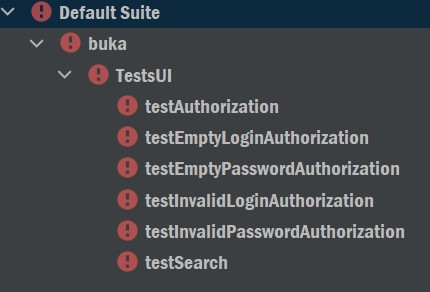 Default Suite
buka
TestsUI
testAuthorization
testEmptyLoginAuthorization
testEmptyPasswordAuthorization
testInvalidLoginAuthorization
testInvalidPasswordAuthorization
testSearch